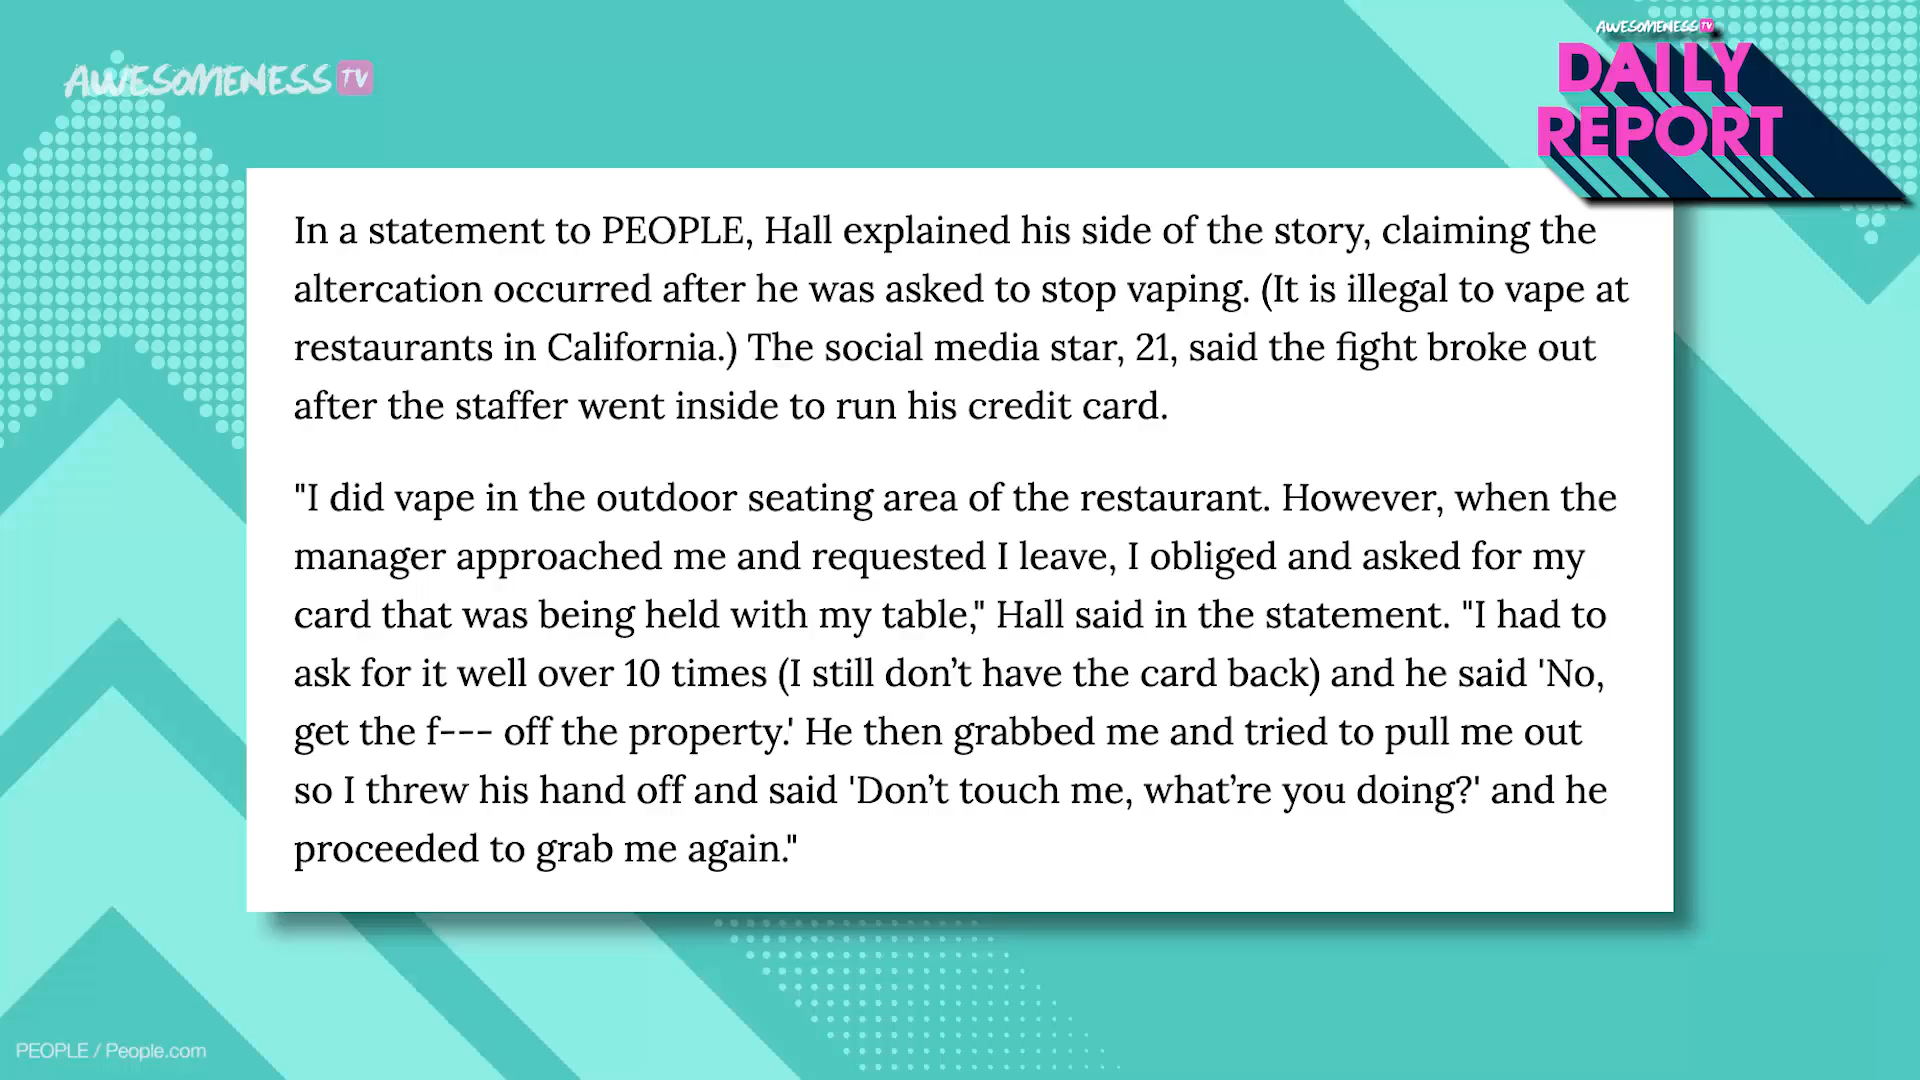 AWESOMENESS TV
AWESOMENESS TV
DAILY
REPORT
In a statement to PEOPLE, Hall explained his side of the story, claiming the
altercation occurred after he was asked to stop vaping. (It is illegal to vape at
restaurants in California.) The social media star, 21, said the fight broke out
after the staffer went inside to run his credit card.
"I did vape in the outdoor seating area of the restaurant. However, when the
manager approached me and requested I leave, I obliged and asked for my
card that was being held with my table," Hall said in the statement. "I had to
ask for it well over 10 times (I still don’t have the card back) and he said 'No,
get the f--- off the property.' He then grabbed me and tried to pull me out
so I threw his hand off and said 'Don’t touch me, what’re you doing?' and he
proceeded to grab me again."
PEOPLE / People.com